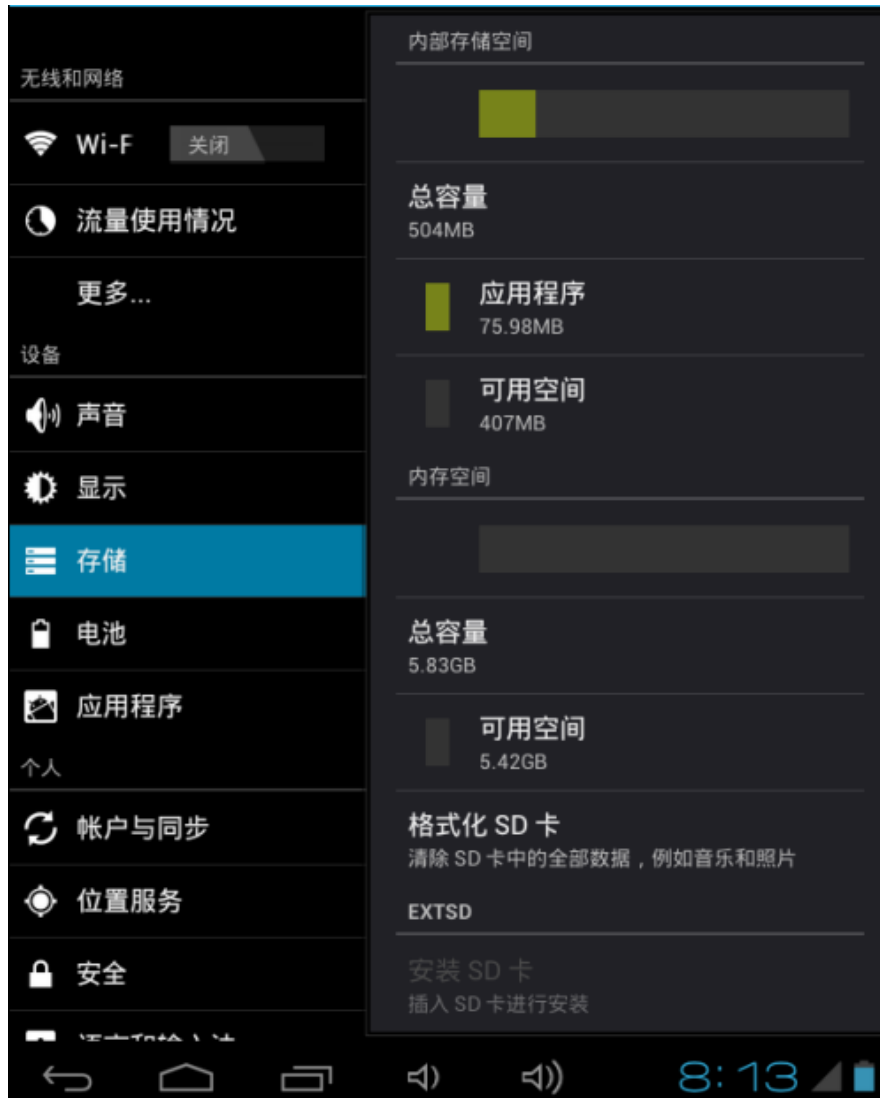 无线和网络
Wi-F 关闭
流量使用情况
更多...
设备
声音
显示
存储
电池
应用程序
个人
帐户与同步
位置服务
安全
语言和输入法
内部存储空间
总容量
504MB
应用程序
75.98MB
可用空间
407MB
内存空间
总容量
5.83GB
可用空间
5.42GB
格式化 SD 卡
清除 SD 卡中的全部数据，例如音乐和照片
EXTSD
安装 SD 卡
插入 SD 卡进行安装
8:13